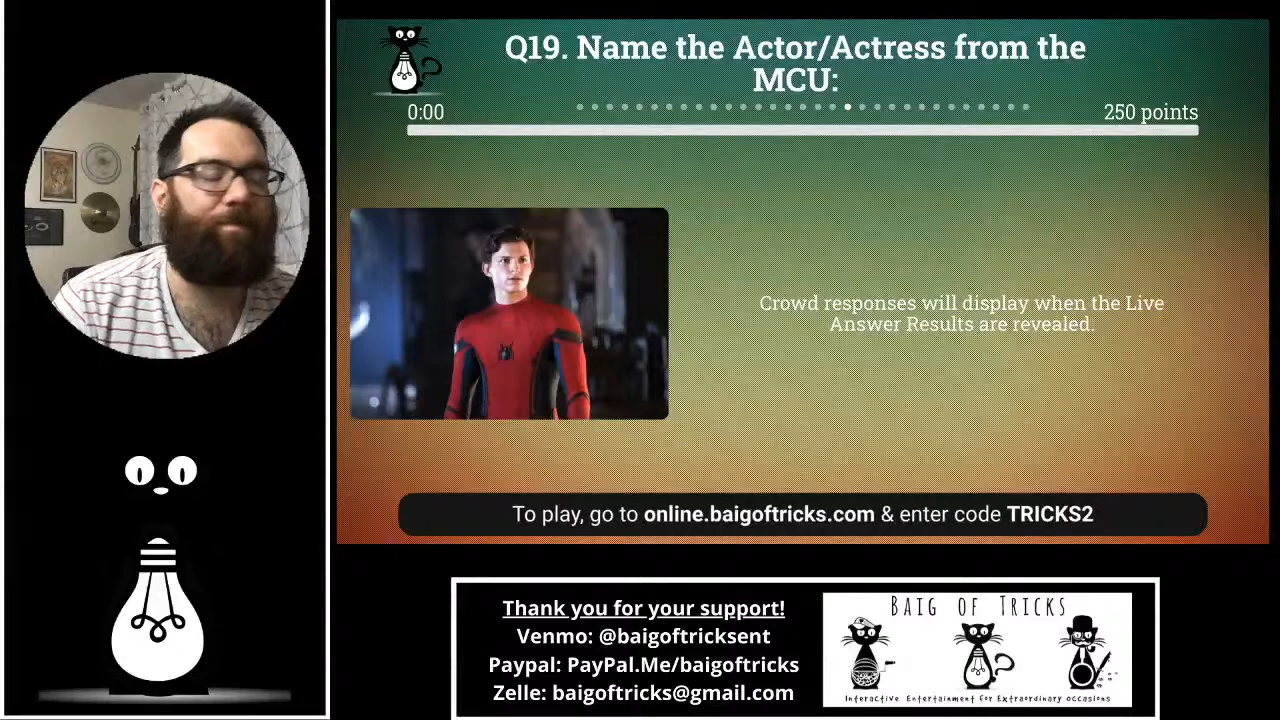 Q19. Name the Actor/Actress from the
MCU:
0:00
250 points
Crowd responses will display when the Live
Answer Results are revealed.
To play, go to online.baigoftricks.com & enter code TRICKS2
Thank you for your support!
Venmo: @baigoftricksent
Paypal: PayPal.Me/baigoftricks
Zelle: baigoftricks@gmail.com
BAIG OF TRICKS
Interactive Entertainment for Extraordinary occasions